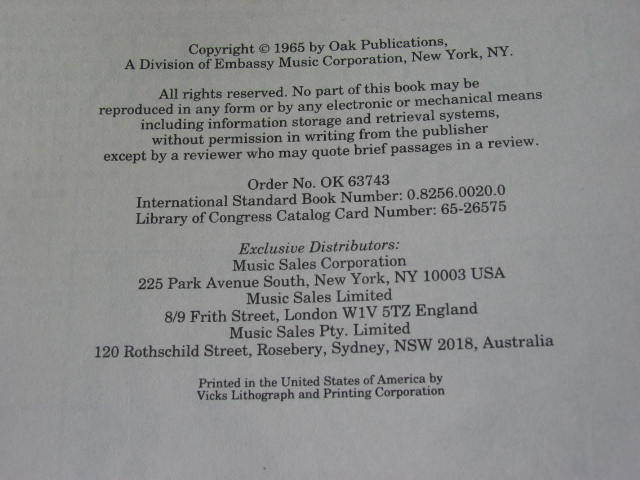 Copyright © 1965 by Oak Publications,
A Division of Embassy Music Corporation, New York, NY.
All rights reserved. No part of this book may be
reproduced in any form or by any electronic or mechanical means
including information storage and retrieval systems,
without permission in writing from the publisher
except by a reviewer who may quote brief passages in a review.
Order No. OK 63743
International Standard Book Number: 0.8256.0020.0
Library of Congress Catalog Card Number: 65-26575
Exclusive Distributors:
Music Sales Corporation
225 Park Avenue South, New York, NY 10003 USA
Music Sales Limited
8/9 Frith Street, London W1V 5TZ England
Music Sales Pty. Limited
120 Rothschild Street, Rosebery, Sydney, NSW 2018, Australia
Printed in the United States of America by
Vicks Lithograph and Printing Corporation